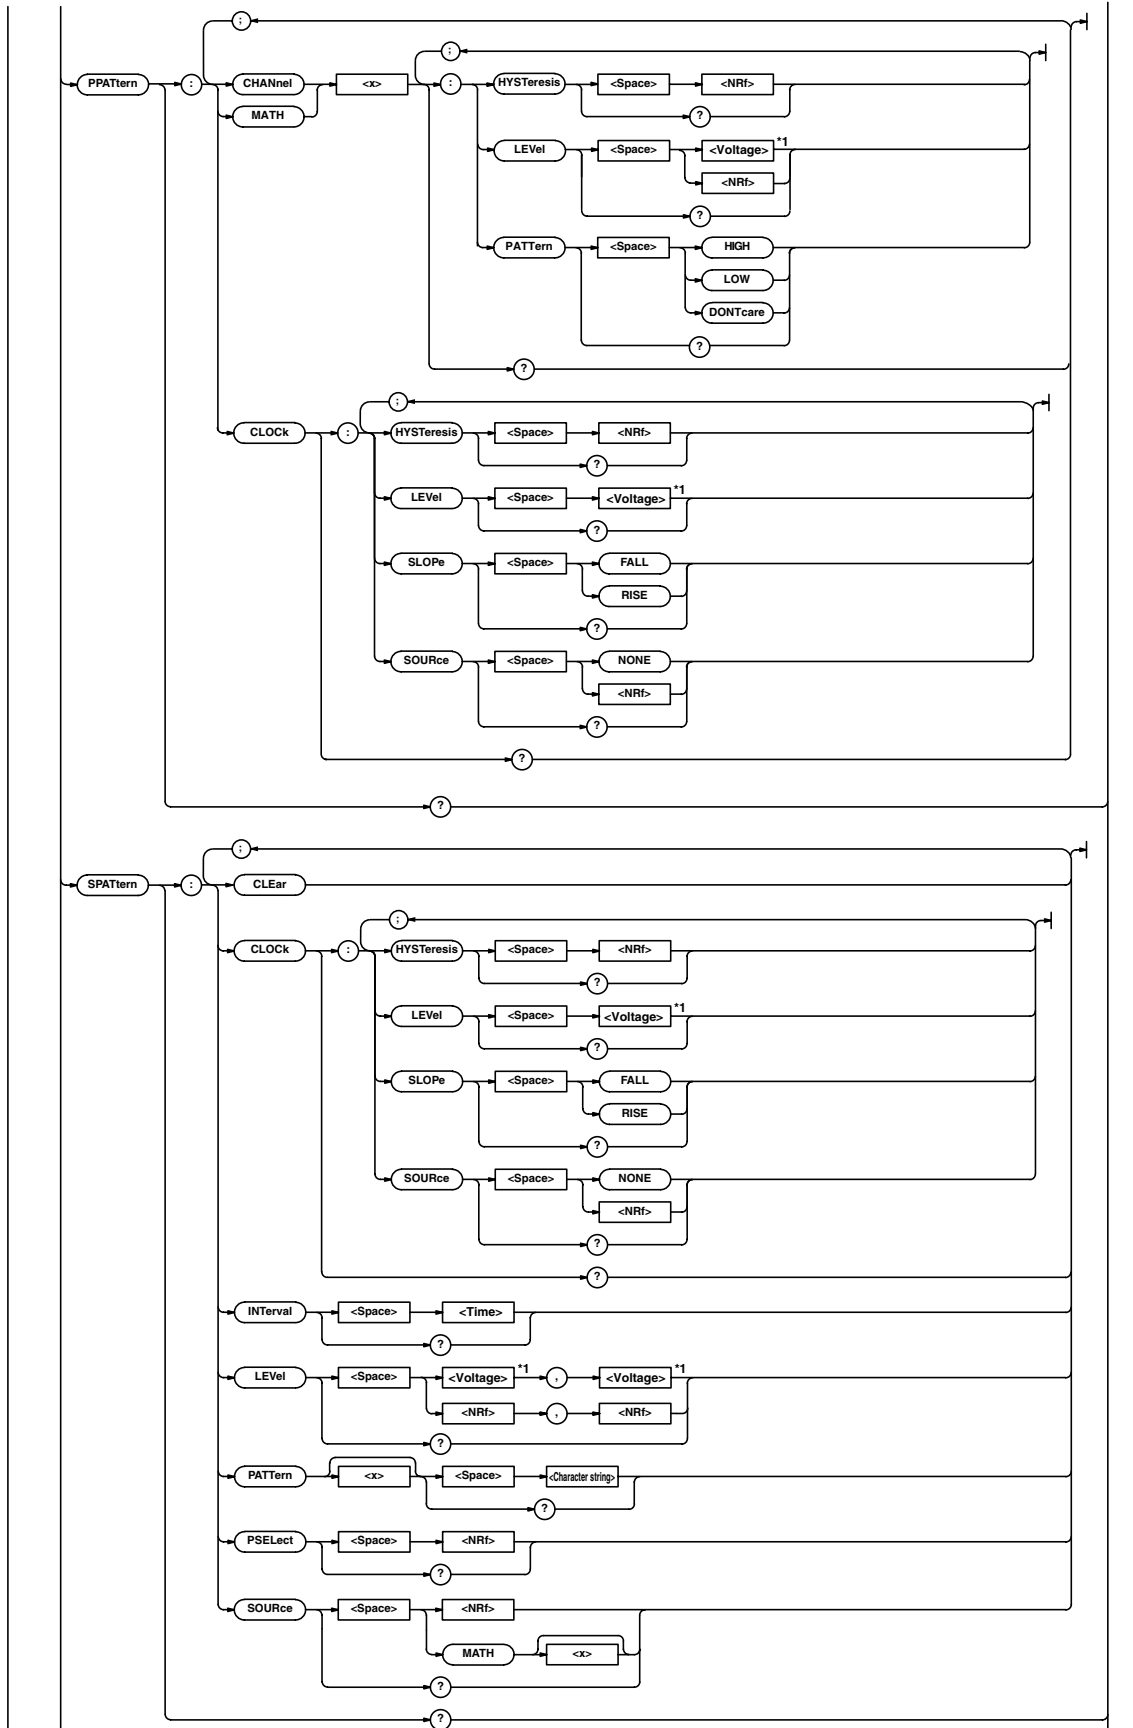 ;
;
PPATtern : CHANnel <x> : HYSTeresis <Space> <NRf>
MATH
?
LEVel <Space> <Voltage> *1
<NRf>
?
PATTern <Space> HIGH
LOW
DONTcare
?
?
;
CLOCk : HYSTeresis <Space> <NRf>
?
LEVel <Space> <Voltage> *1
?
SLOPe <Space> FALL
RISE
?
SOURce <Space> NONE
<NRf>
?
?
?
;
SPATtern : CLEar
;
CLOCk : HYSTeresis <Space> <NRf>
?
LEVel <Space> <Voltage> *1
?
SLOPe <Space> FALL
RISE
?
SOURce <Space> NONE
<NRf>
?
?
INTerval <Space> <Time>
?
LEVel <Space> <Voltage> *1 , <Voltage> *1
<NRf> , <NRf>
?
PATTern <x> <Space> <Character string>
?
PSELect <Space> <NRf>
?
SOURce <Space> <NRf>
MATH <x>
?
?